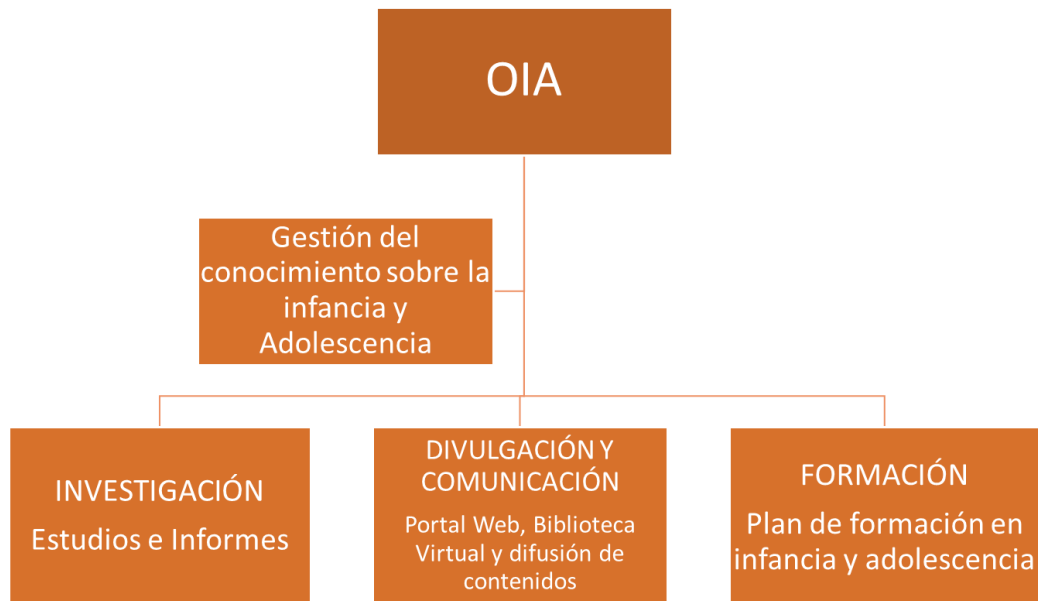 OIA
Gestión del
conocimiento sobre la
infancia y
Adolescencia
INVESTIGACIÓN
Estudios e Informes
DIVULGACIÓN Y
COMUNICACIÓN
Portal Web, Biblioteca
Virtual y difusión de
contenidos
FORMACIÓN
Plan de formación en
infancia y adolescencia